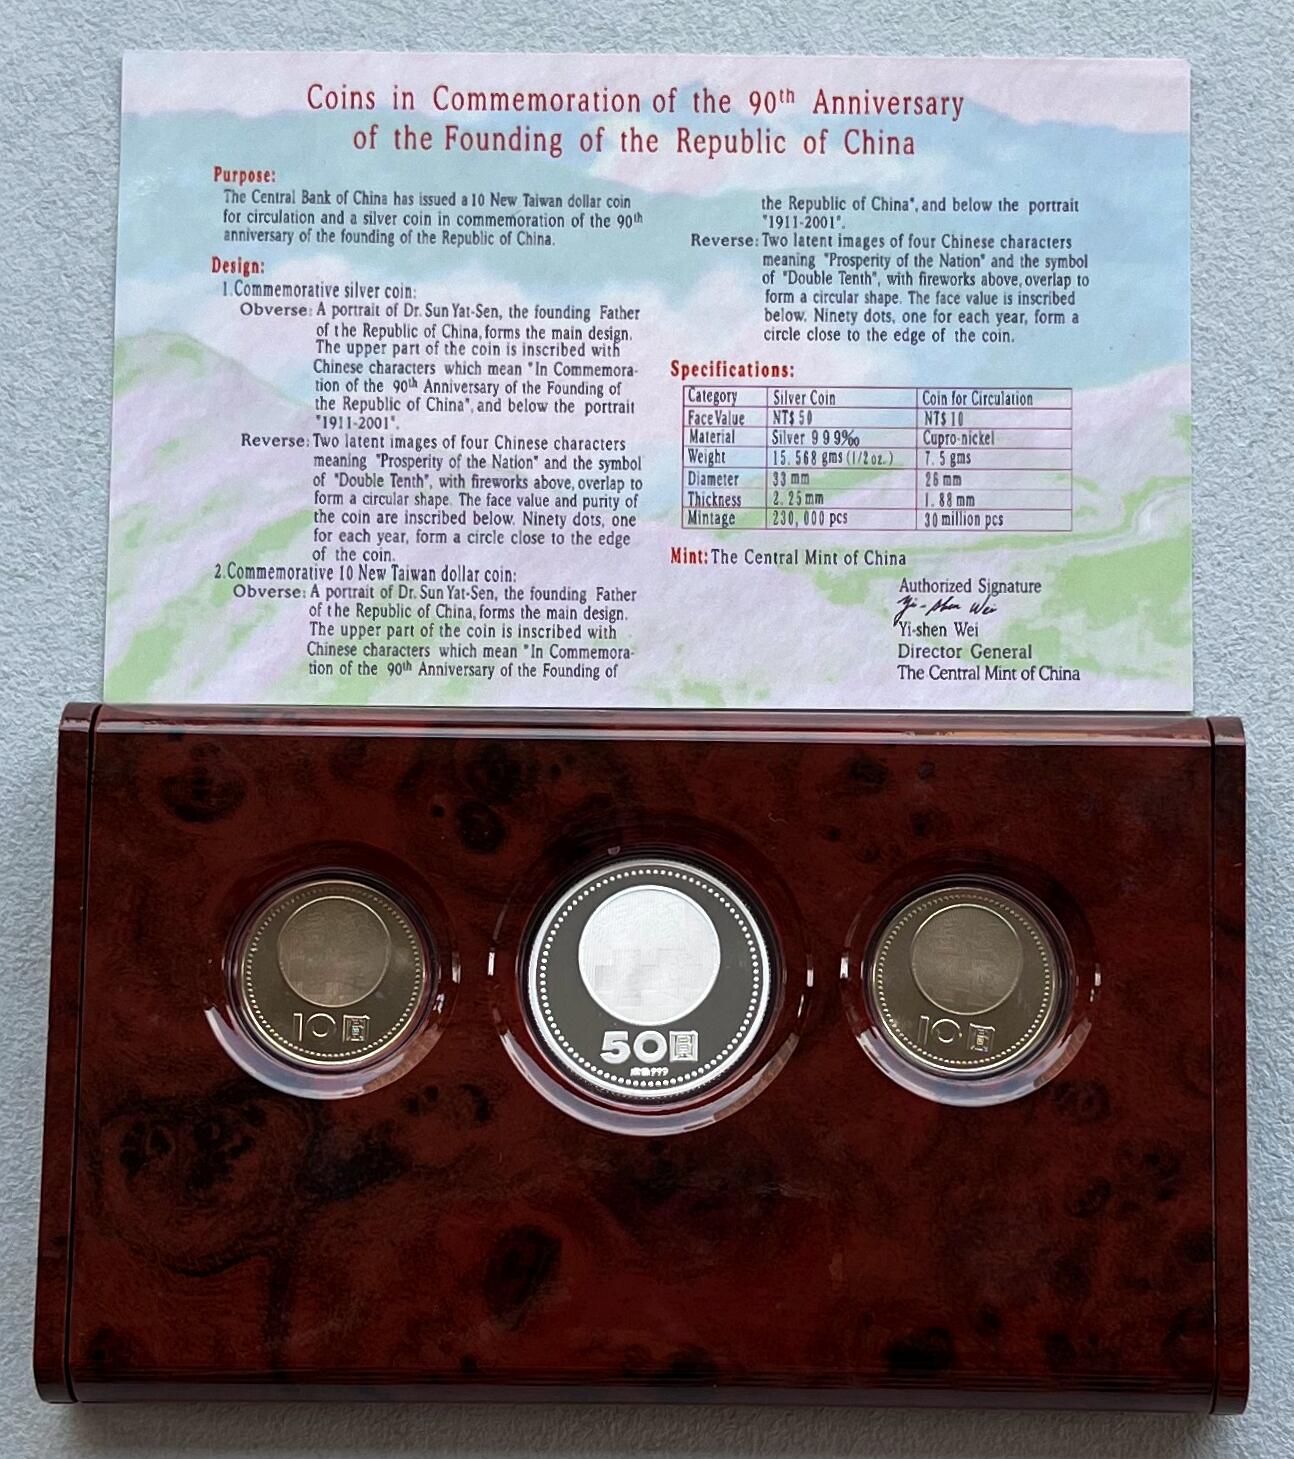 Coins in Commemoration of the 90th Anniversary
of the Founding of the Republic of China
Purpose:
The Central Bank of China has issued a 10 New Taiwan dollar coin
for circulation and a silver coin in commemoration of the 90th
anniversary of the founding of the Republic of China.
Design:
1.Commemorative silver coin:
Obverse: A portrait of Dr. Sun Yat-Sen, the founding Father
of the Republic of China, forms the main design.
The upper part of the coin is inscribed with
Chinese characters which mean "In Commemora-
tion of the 90th Anniversary of the Founding of
the Republic of China", and below the portrait
"1911-2001".
Reverse: Two latent images of four Chinese characters
meaning "Prosperity of the Nation" and the symbol
of "Double Tenth", with fireworks above, overlap to
form a circular shape. The face value and purity of
the coin are inscribed below. Ninety dots, one
for each year, form a circle close to the edge
of the coin.
2.Commemorative 10 New Taiwan dollar coin:
Obverse: A portrait of Dr. Sun Yat-Sen, the founding Father
of the Republic of China, forms the main design.
The upper part of the coin is inscribed with
Chinese characters which mean "In Commemora-
tion of the 90th Anniversary of the Founding of
the Republic of China", and below the portrait
"1911-2001".
Reverse: Two latent images of four Chinese characters
meaning "Prosperity of the Nation" and the symbol
of "Double Tenth", with fireworks above, overlap to
form a circular shape. The face value is inscribed
below. Ninety dots, one for each year, form a
circle close to the edge of the coin.
Specifications:
Category Silver Coin Coin for Circulation
Face Value NT$ 50 NT$ 10
Material Silver 999‰ Cupro-nickel
Weight 15.568 gms (1/2 oz.) 7.5 gms
Diameter 33 mm 26 mm
Thickness 2.25 mm 1.88 mm
Mintage 230,000 pcs 30 million pcs
Mint: The Central Mint of China
Authorized Signature
Yi-shen Wei
Yi-shen Wei
Director General
The Central Mint of China
10圓
50圓
成色999
10圓